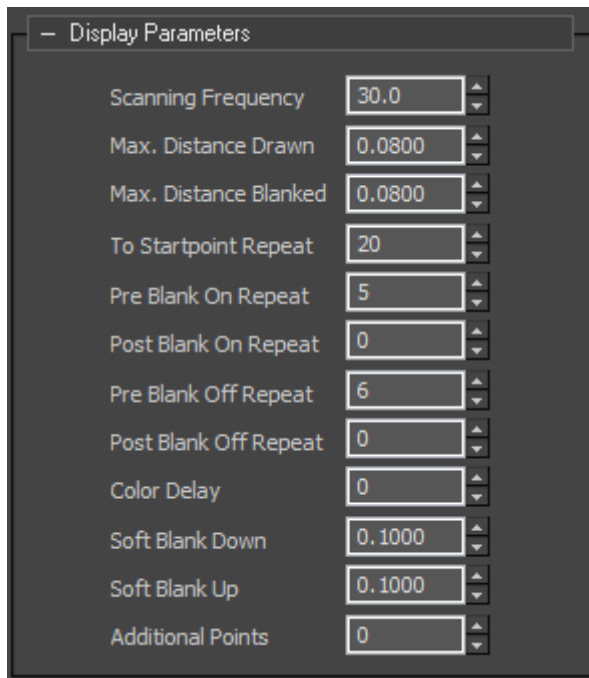 – Display Parameters
Scanning Frequency 30.0
Max. Distance Drawn 0.0800
Max. Distance Blanked 0.0800
To Startpoint Repeat 20
Pre Blank On Repeat 5
Post Blank On Repeat 0
Pre Blank Off Repeat 6
Post Blank Off Repeat 0
Color Delay 0
Soft Blank Down 0.1000
Soft Blank Up 0.1000
Additional Points 0